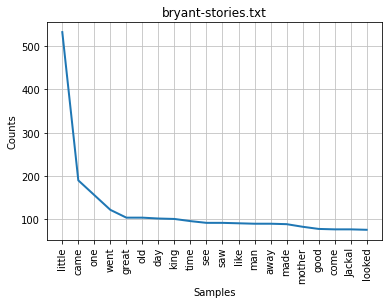 bryant-stories.txt
Counts
500
400
300
200
100
little
came
one
went
great
old
day
king
time
see
saw
like
man
away
made
mother
good
come
Jackal
looked
Samples